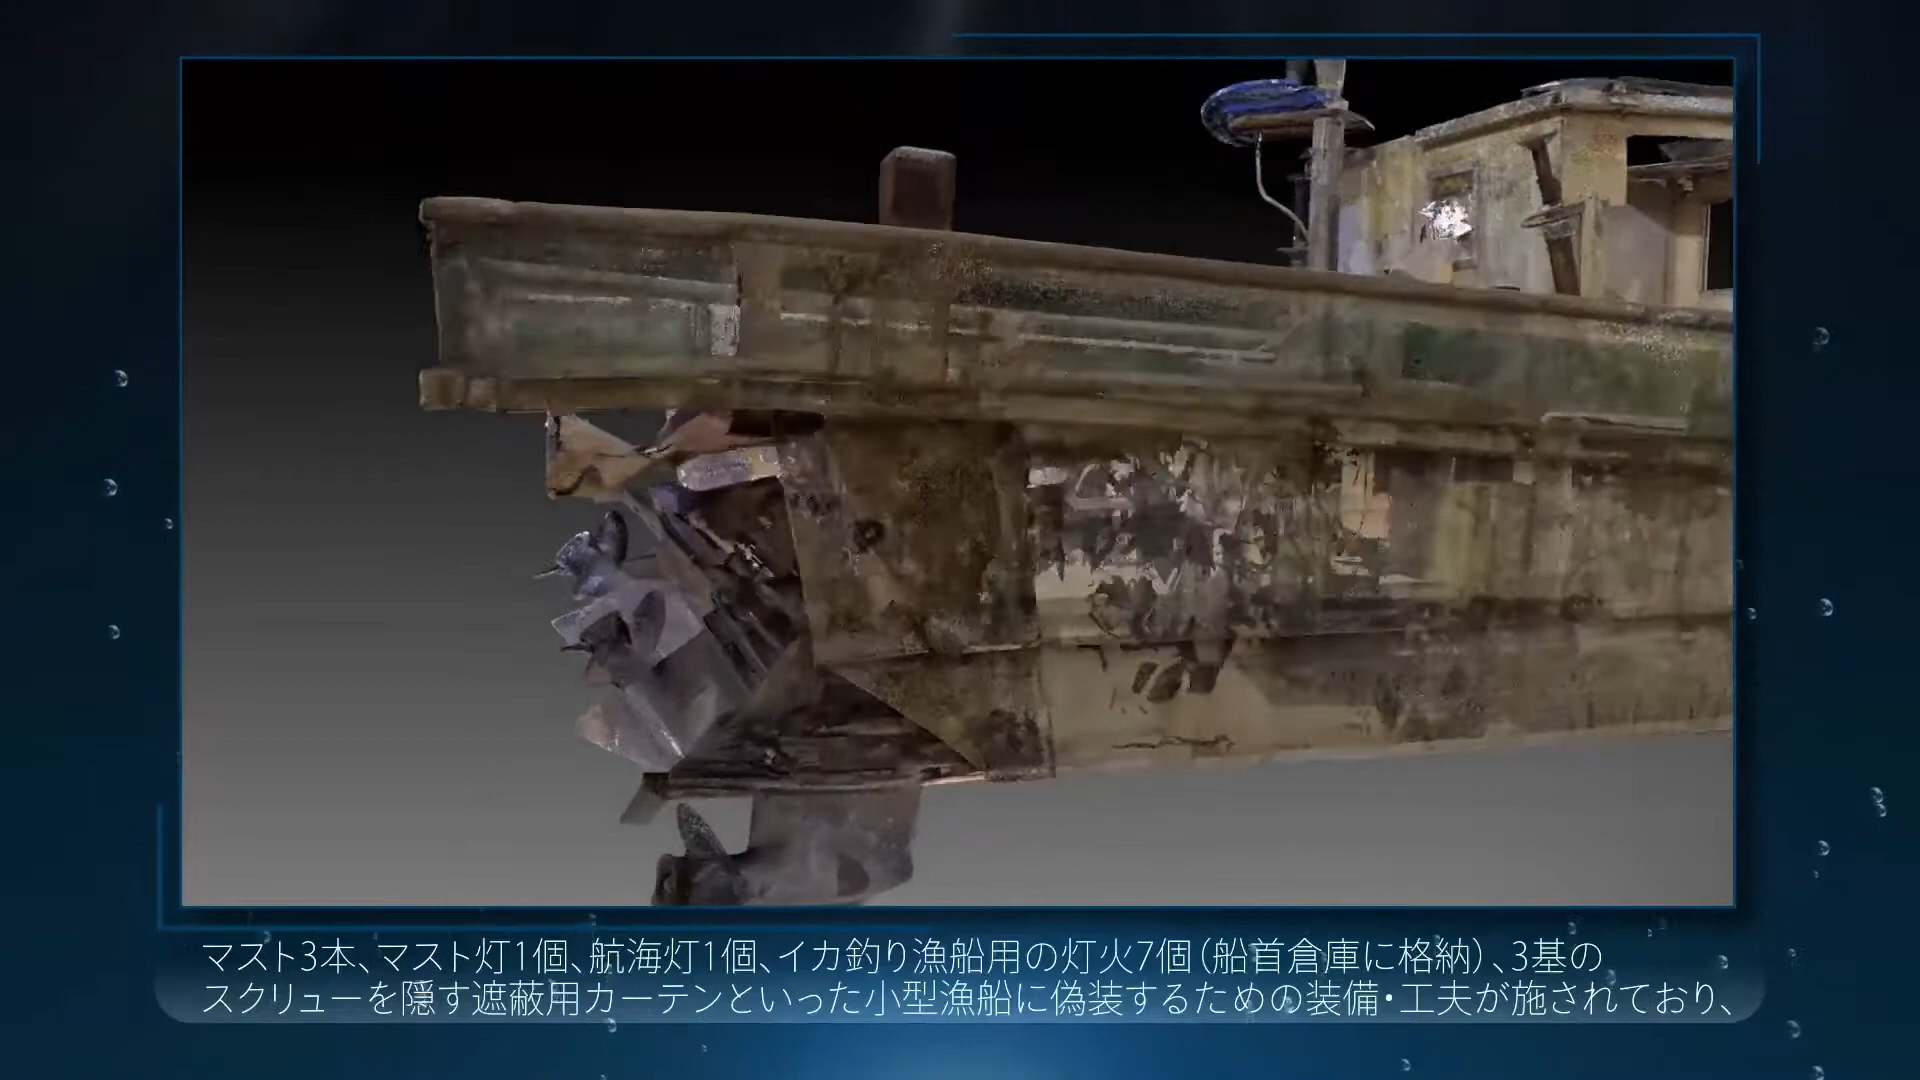 マスト3本、マスト灯1個、航海灯1個、イカ釣り漁船用の灯火7個（船首倉庫に格納）、3基の
スクリューを隠す遮蔽用カーテンといった小型漁船に偽装するための装備・工夫が施されており、